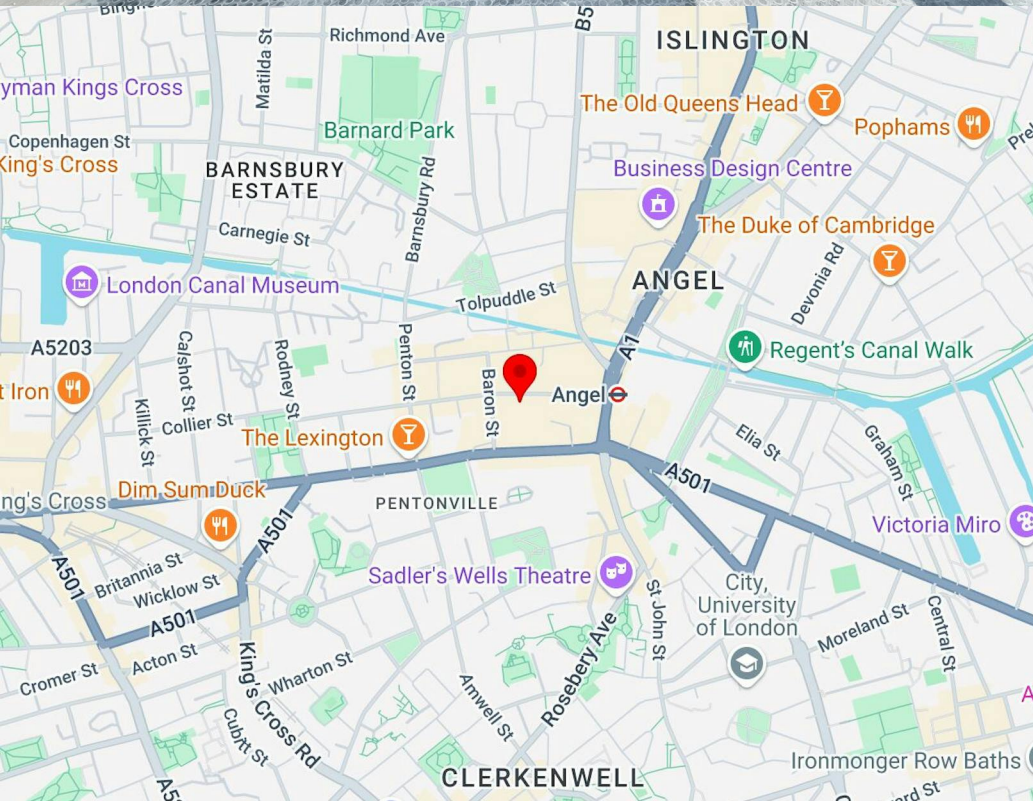 Richmond Ave
Matilda St
B5
ISLINGTON
yman Kings Cross
The Old Queens Head
Pophams
Barnard Park
Copenhagen St
King's Cross
BARNSBURY
ESTATE
Barnsbury Rd
Business Design Centre
The Duke of Cambridge
Carnegie St
London Canal Museum
Tolpuddle St
ANGEL
Devonia Rd
A5203
Calshot St
Rodney St
Penton St
Baron St
A1
Angel
Regent's Canal Walk
t Iron
Killick St
Collier St
The Lexington
Elia St
Graham St
A501
ng's Cross
Dim Sum Duck
PENTONVILLE
A501
Victoria Miro
A501
Britannia St
Wicklow St
A501
Sadler's Wells Theatre
St John St
City,
University
of London
Moreland St
Central St
Rosebery Ave
Cromer St
Acton St
King's Cross Rd
Wharton St
Amwell St
Cubitt St
CLERKENWELL
Ironmonger Row Baths